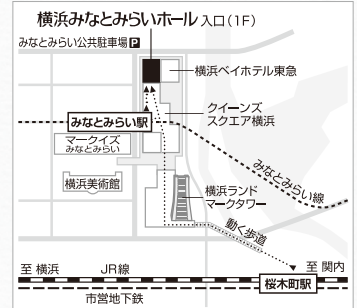 横浜みなとみらいホール 入口(1F)
みなとみらい公共駐車場 P
横浜ベイホテル東急
クイーンズ
スクエア横浜
みなとみらい駅
マークイズ
みなとみらい
みなとみらい線
横浜美術館
横浜ランド
マークタワー
動く歩道
至 横浜
JR線
至 関内
桜木町駅
市営地下鉄